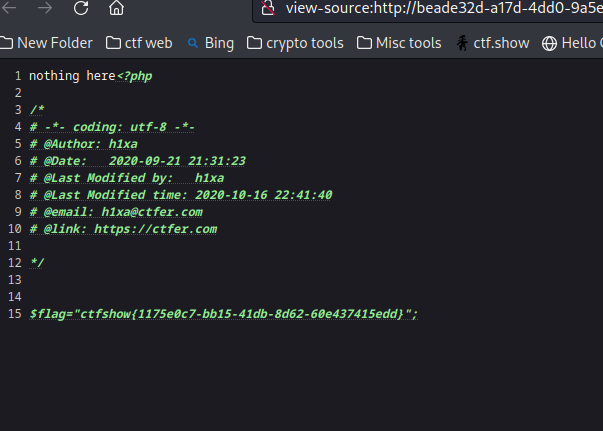 view-source:http://beade32d-a17d-4dd0-9a5e
New Folder ctf web Bing crypto tools Misc tools ctf.show Hello
1 nothing here<?php
2
3 /*
4 # -*- coding: utf-8 -*-
5 # @Author: h1xa
6 # @Date:   2020-09-21 21:31:23
7 # @Last Modified by:   h1xa
8 # @Last Modified time: 2020-10-16 22:41:40
9 # @email: h1xa@ctfer.com
10 # @link: https://ctfer.com
11
12 */
13
14
15 $flag="ctfshow{1175e0c7-bb15-41db-8d62-60e437415edd}";